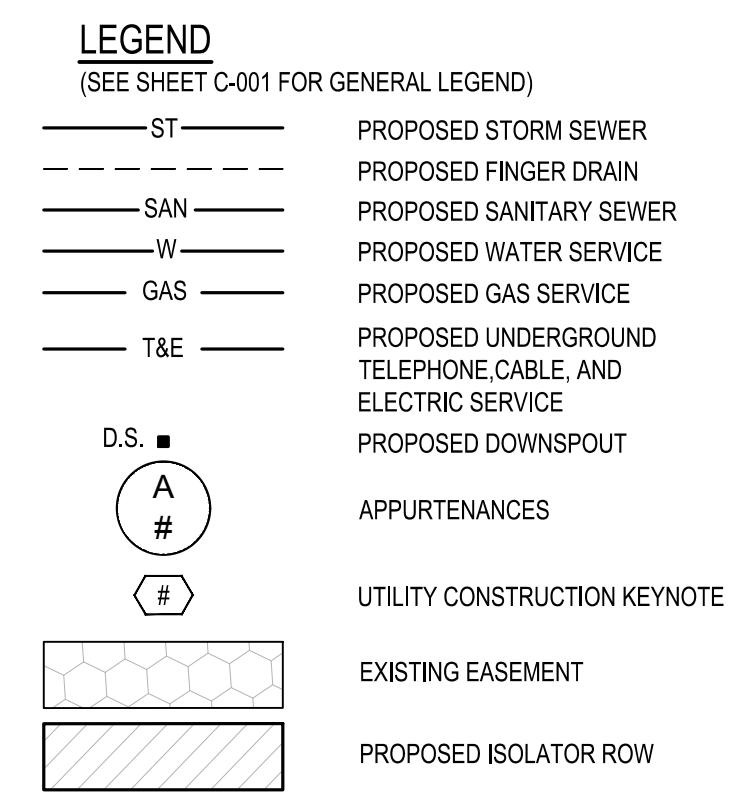 LEGEND
(SEE SHEET C-001 FOR GENERAL LEGEND)
ST PROPOSED STORM SEWER
PROPOSED FINGER DRAIN
SAN PROPOSED SANITARY SEWER
W PROPOSED WATER SERVICE
GAS PROPOSED GAS SERVICE
T&E PROPOSED UNDERGROUND
TELEPHONE,CABLE, AND
ELECTRIC SERVICE
D.S. PROPOSED DOWNSPOUT
A
# APPURTENANCES
# UTILITY CONSTRUCTION KEYNOTE
EXISTING EASEMENT
PROPOSED ISOLATOR ROW